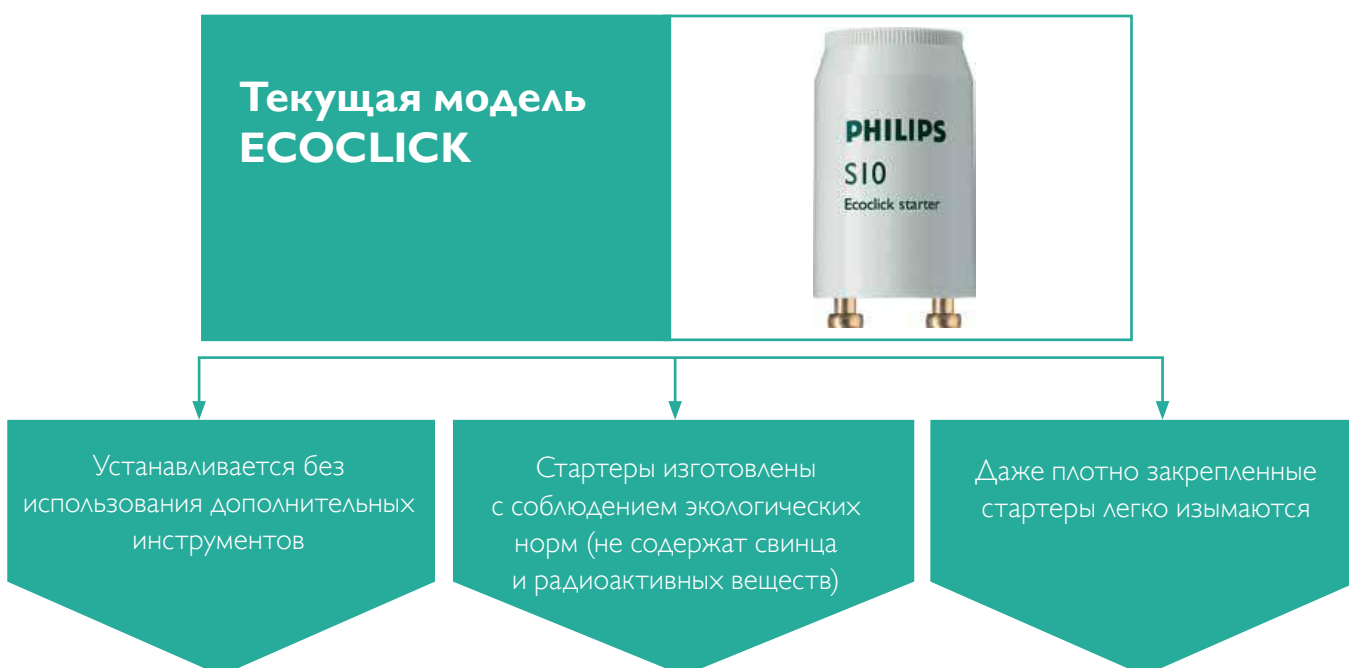 Текущая модель
ECOCLICK
PHILIPS
S10
Ecoclick starter
Устанавливается без
использования дополнительных
инструментов
Стартеры изготовлены
с соблюдением экологических
норм (не содержат свинца
и радиоактивных веществ)
Даже плотно закрепленные
стартеры легко изымаются